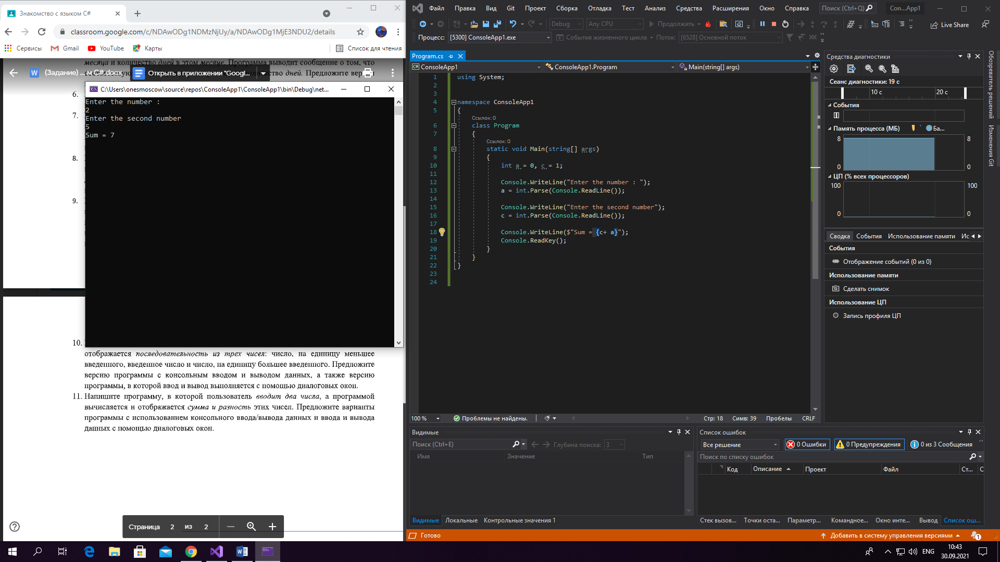 Знакомство с языком C#
classroom.google.com/c/NDAwODg1NDMzNjUy/a/NDAwODg1MjE3NDU2/details
Сервисы
Gmail
YouTube
Карты
Список для чтения
месяца и количество дней в этом месяце. Программа выводит сообщение о том, что
(Задание) ... м C#.docx
Открыть в приложении "Googl...
6.
7.
8.
9.
C:\Users\onesmoscow\source\repos\ConsoleApp1\ConsoleApp1\bin\Debug\net...
Enter the number :
2
Enter the second number
5
Sum = 7
10.
отображается последовательность из трех чисел: число, на единицу меньшее
введенного, введенное число и число, на единицу большее введенного. Предложите
версию программы с консольным вводом и выводом данных, а также версию
программы, в которой ввод и вывод выполняется с помощью диалоговых окон.
11. Напишите программу, в которой пользователь вводит два числа, а программой
вычисляется и отображается сумма и разность этих чисел. Предложите варианты
программы с использованием консольного ввода/вывода данных и ввода и вывода
данных с помощью диалоговых окон.
Страница 2 из 2
Файл Правка Вид Git Проект Сборка Отладка Тест Анализ Средства Расширения Окно Справка
Поиск (Ctrl+Q)
Con...App1
Debug
Any CPU
Продолжить
Live Share
Процесс: [5300] ConsoleApp1.exe
События жизненного цикла
Поток: [6528] Основной поток
Program.cs
ConsoleApp1
ConsoleApp1.Program
Main(string[] args)
1 using System;
2
3
4 namespace ConsoleApp1
5 {
Ссылок: 0
6 class Program
7 {
Ссылок: 0
8 static void Main(string[] args)
9 {
10 int a = 0, c = 1;
11
12 Console.WriteLine("Enter the number : ");
13 a = int.Parse(Console.ReadLine());
14
15 Console.WriteLine("Enter the second number");
16 c = int.Parse(Console.ReadLine());
17
18 Console.WriteLine($"Sum = {c+ a}");
19 Console.ReadKey();
20 }
21 }
22 }
23
24
100 %
Проблемы не найдены.
Стр: 18
Симв: 39
Пробелы
CRLF
Средства диагностики
Сеанс диагностики: 19 с
10 с
20 с
События
Память процесса (МБ)
Ба...
8 8
0 0
ЦП (% всех процессоров)
100 100
0 0
Сводка События Использование памяти Ис
События
Отображение событий (0 из 0)
Использование памяти
Сделать снимок
Использование ЦП
Запись профиля ЦП
Обозреватель решений
Изменения Git
Видимые
Поиск (Ctrl+E)
Глубина поиска: 3
Имя Значение Тип
Видимые Локальные Контрольные значения 1
Список ошибок
Все решение
0 Ошибки
0 Предупреждения
0 из 3 Сообщения
Поиск по списку ошибок
Код Описание Проект Файл Ст... С
Стек вызов... Точки оста... Параметр... Командное... Окно инте... Вывод Список ош...
Готово
Добавить в систему управления версиями
1
ENG
10:43
30.09.2021